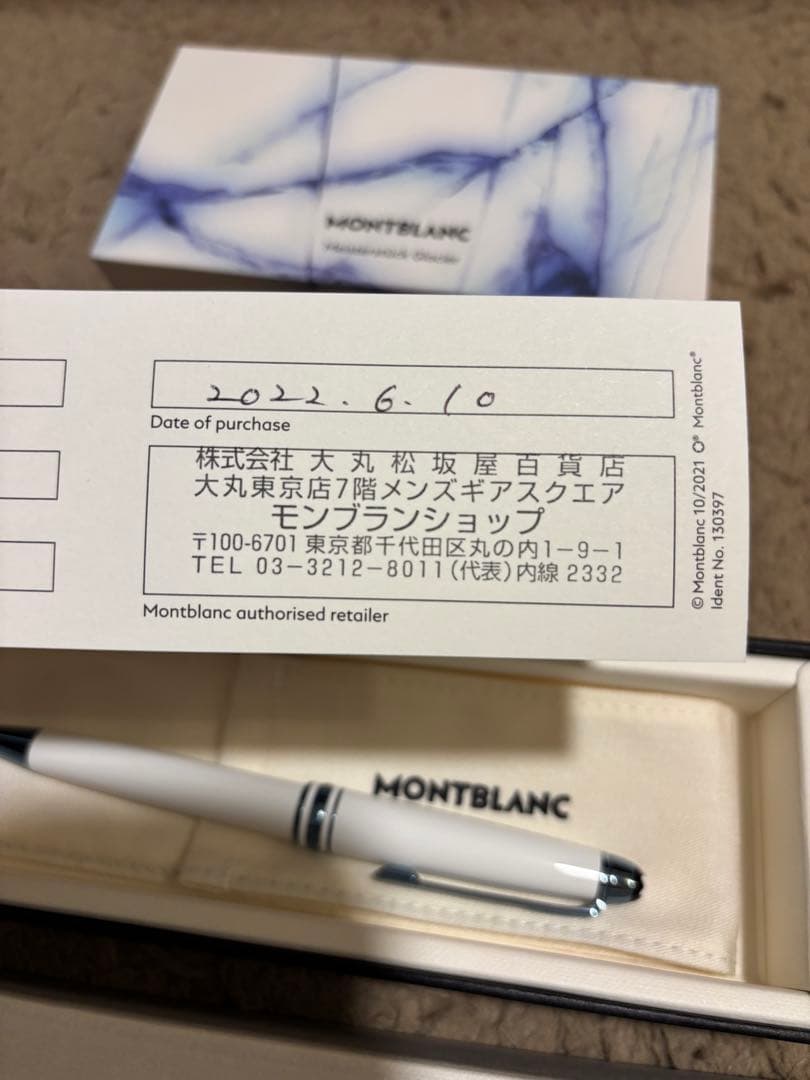 MONTBLANC
2022.6.10
Date of purchase
株式会社 大丸松坂屋百貨店
大丸東京店7階メンズギアスクエア
モンブランショップ
〒100-6701 東京都千代田区丸の内1−9−1
TEL 03−3212−8011(代表)内線 2332
Montblanc authorised retailer
© Montblanc 10/2021 Montblanc®
Ident No. 130397
MONTBLANC